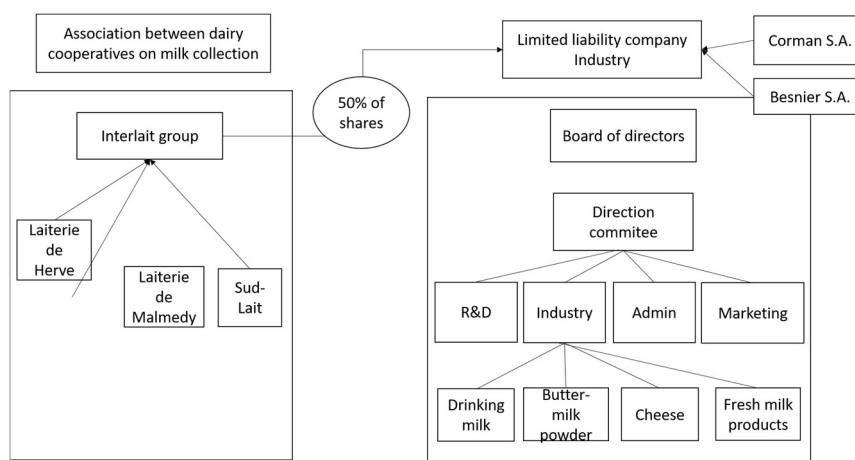 Association between dairy
cooperatives on milk collection
Limited liability company
Industry
Corman S.A.
Besnier S.A.
50% of
shares
Interlait group
Board of directors
Laiterie
de
Herve
Laiterie
de
Malmedy
Sud-
Lait
Direction
commitee
R&D
Industry
Admin
Marketing
Drinking
milk
Butter-
milk
powder
Cheese
Fresh milk
products